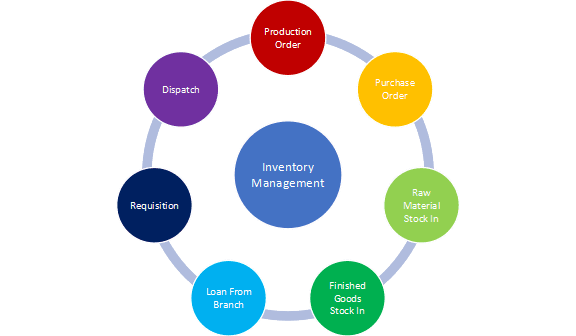 Production
Order
Purchase
Order
Raw
Material
Stock In
Finished
Goods
Stock In
Loan From
Branch
Requisition
Dispatch
Inventory
Management